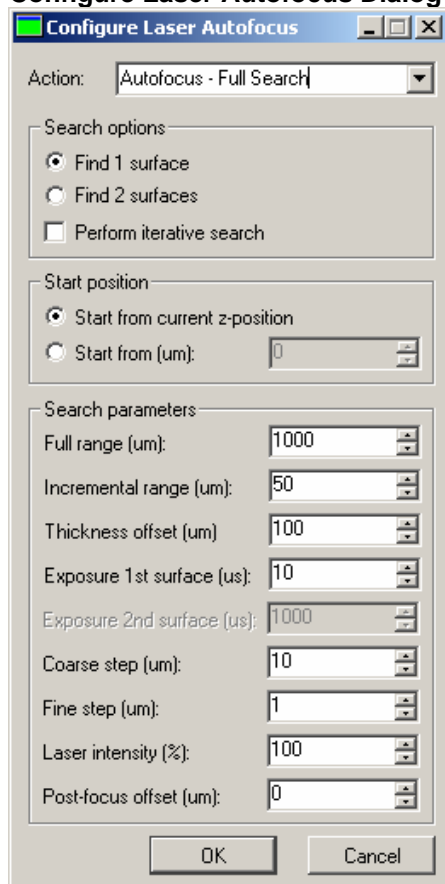 Configure Laser Autofocus Dialog
Configure Laser Autofocus
Action: Autofocus - Full Search
Search options
Find 1 surface
Find 2 surfaces
Perform iterative search
Start position
Start from current z-position
Start from (um): 0
Search parameters
Full range (um): 1000
Incremental range (um): 50
Thickness offset (um) 100
Exposure 1st surface (us): 10
Exposure 2nd surface (us): 1000
Coarse step (um): 10
Fine step (um): 1
Laser intensity (%): 100
Post-focus offset (um): 0
OK Cancel